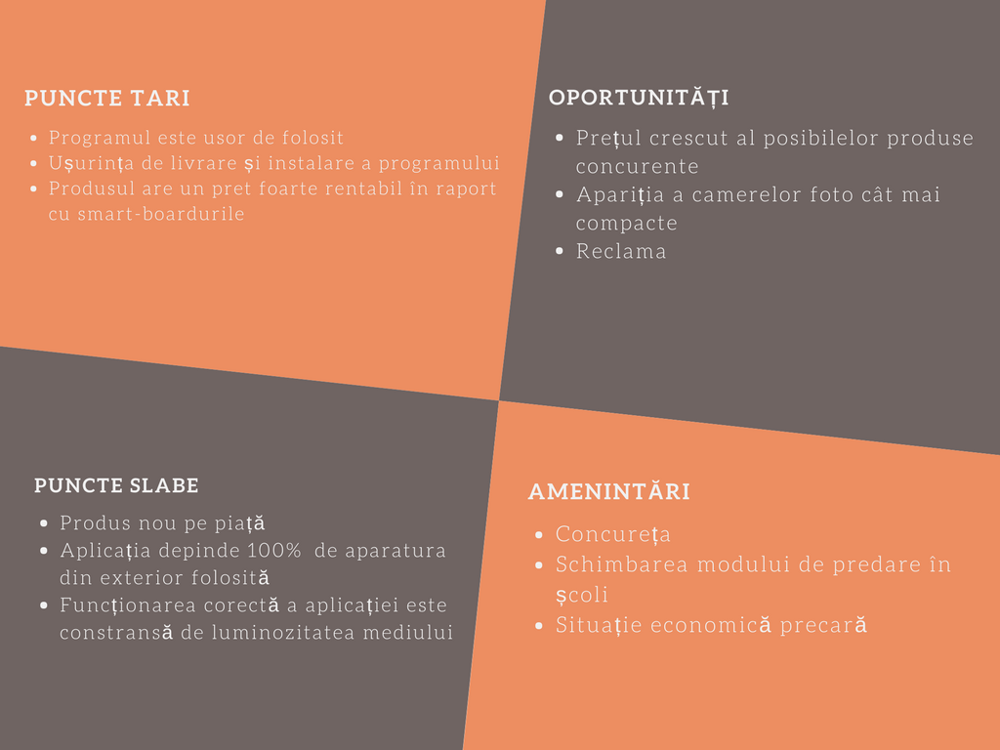 PUNCTE TARI
• Programul este usor de folosit
• Ușurința de livrare și instalare a programului
• Produsul are un pret foarte rentabil în raport
cu smart-boardurile
OPORTUNITĂȚI
• Prețul crescut al posibilelor produse
concurente
• Apariția a camerelor foto cât mai
compacte
• Reclama
PUNCTE SLABE
• Produs nou pe piață
• Aplicația depinde 100% de aparatura
din exterior folosită
• Funcționarea corectă a aplicației este
constransă de luminozitatea mediului
AMENINTĂRI
• Concureța
• Schimbarea modului de predare în
școli
• Situație economică precară